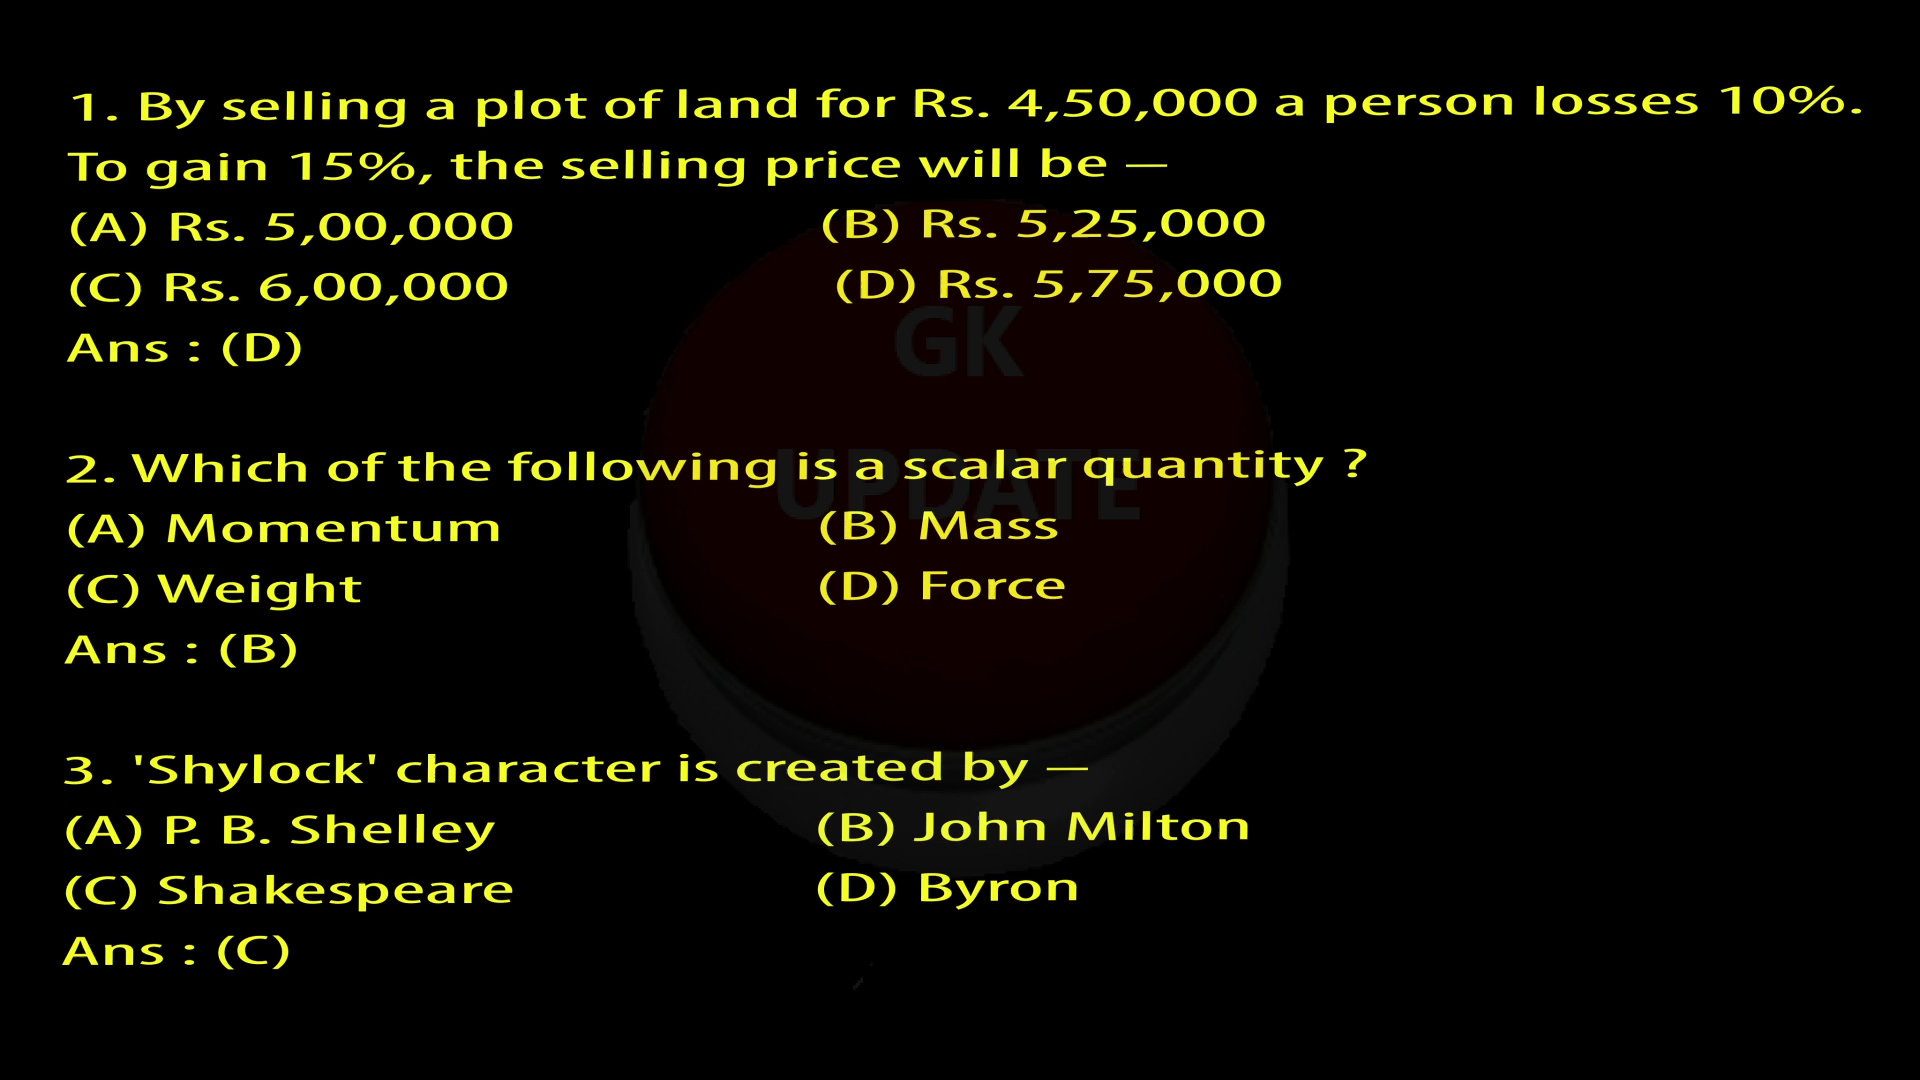 1. By selling a plot of land for Rs. 4,50,000 a person losses 10%.
To gain 15%, the selling price will be —
(A) Rs. 5,00,000 (B) Rs. 5,25,000
(C) Rs. 6,00,000 (D) Rs. 5,75,000
Ans : (D)
GK
UPDATE
2. Which of the following is a scalar quantity ?
(A) Momentum (B) Mass
(C) Weight (D) Force
Ans : (B)
3. 'Shylock' character is created by —
(A) P. B. Shelley (B) John Milton
(C) Shakespeare (D) Byron
Ans : (C)